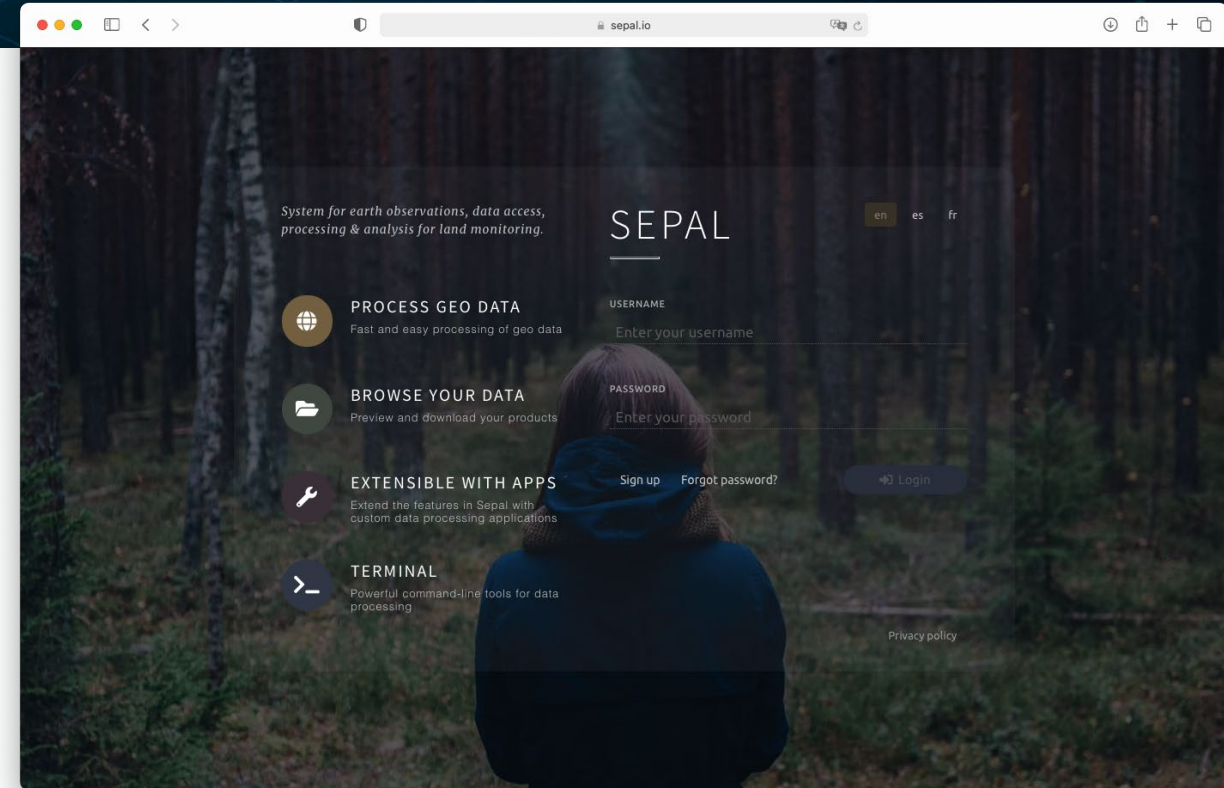 sepal.io
System for earth observations, data access,
processing & analysis for land monitoring.
SEPAL
en es fr
PROCESS GEO DATA
Fast and easy processing of geo data
BROWSE YOUR DATA
Preview and download your products
EXTENSIBLE WITH APPS
Extend the features in Sepal with
custom data processing applications
TERMINAL
Powerful command-line tools for data
processing
USERNAME
Enter your username
PASSWORD
Enter your password
Sign up Forgot password? Login
Privacy policy